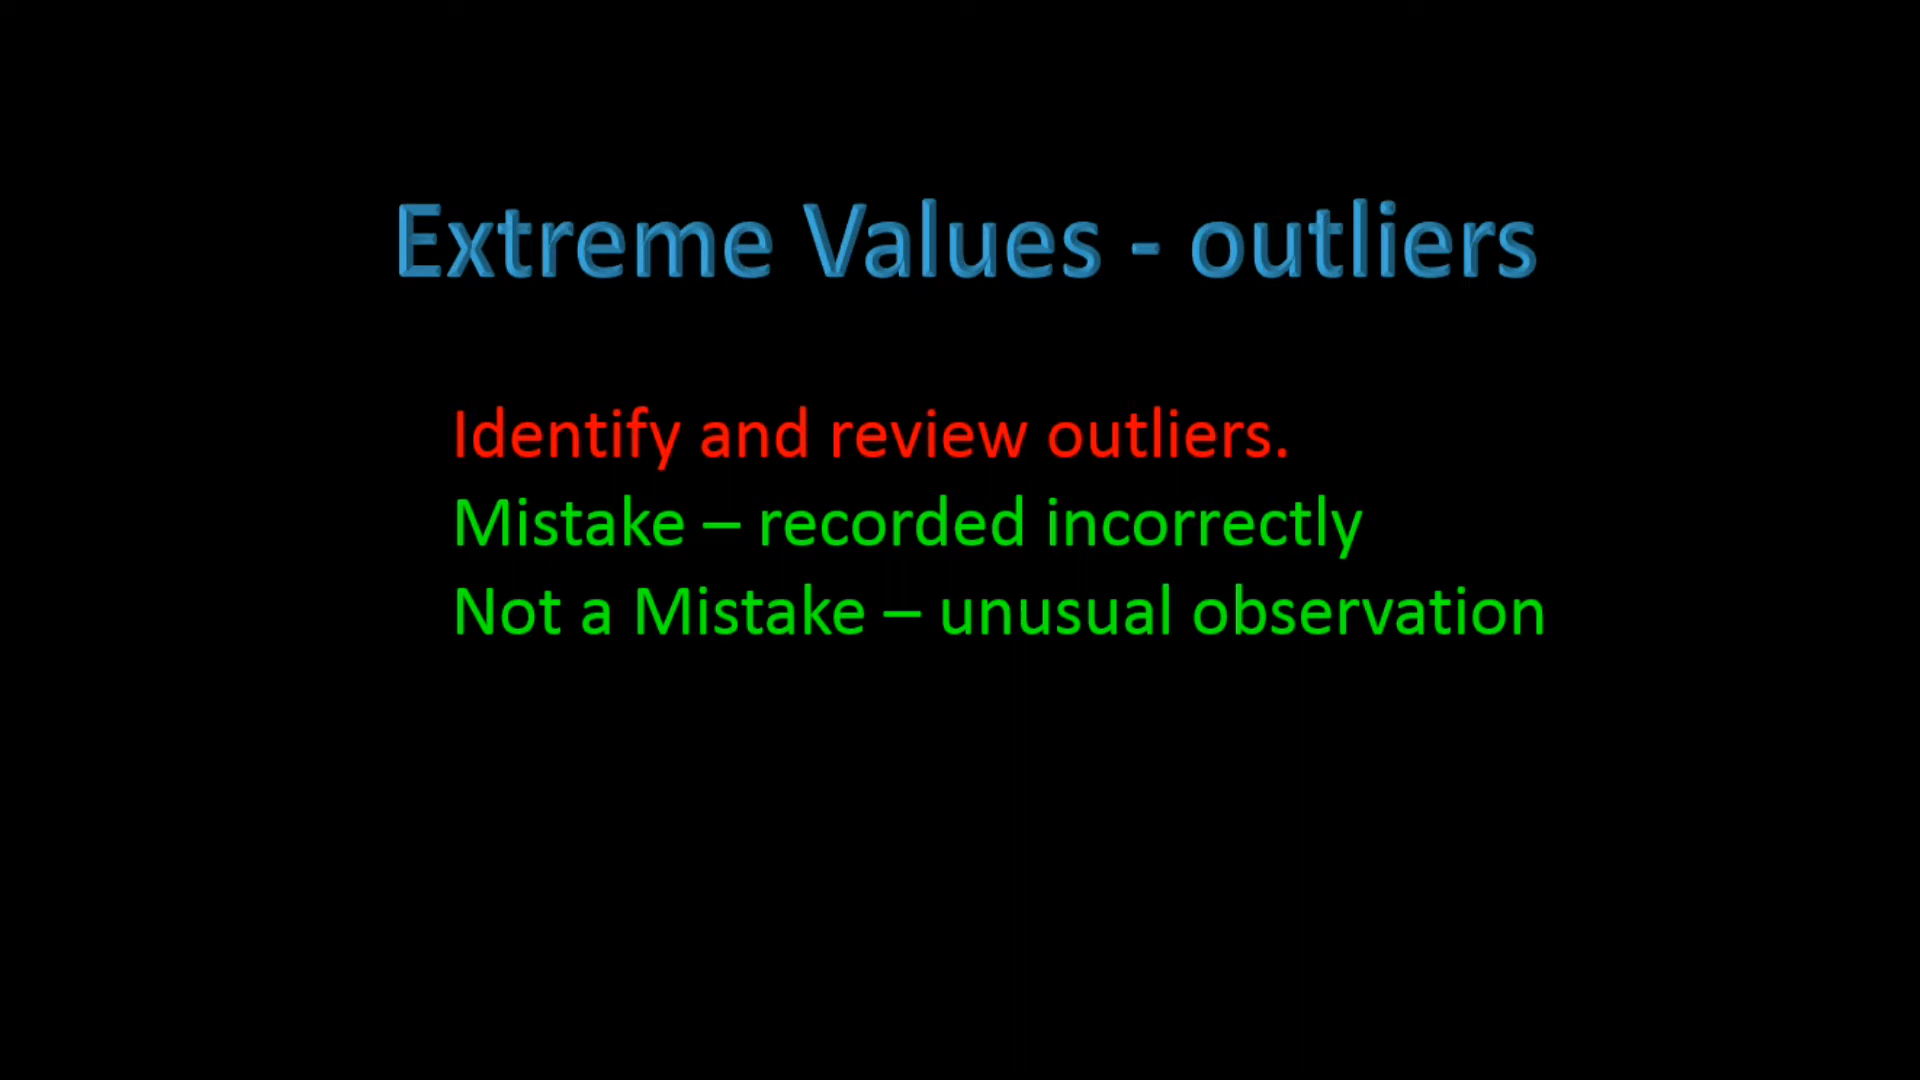 Extreme Values - outliers
Identify and review outliers.
Mistake – recorded incorrectly
Not a Mistake – unusual observation